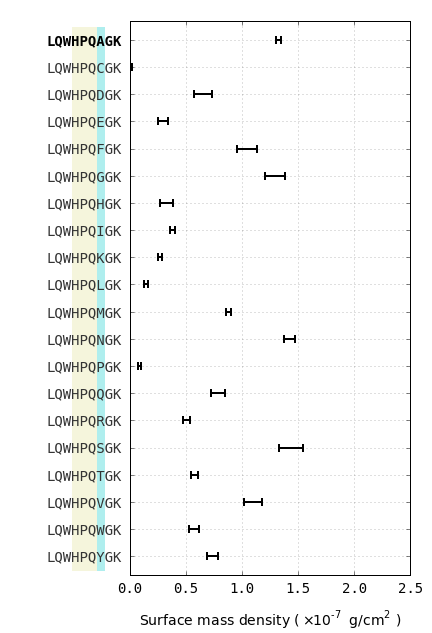 LQWHPQAGK
LQWHPQCGK
LQWHPQDGK
LQWHPQEGK
LQWHPQFGK
LQWHPQGGK
LQWHPQHGK
LQWHPQIGK
LQWHPQKGK
LQWHPQLGK
LQWHPQMGK
LQWHPQNGK
LQWHPQPGK
LQWHPQQGK
LQWHPQRGK
LQWHPQSGK
LQWHPQTGK
LQWHPQVGK
LQWHPQWGK
LQWHPQYGK
0.0 0.5 1.0 1.5 2.0 2.5
Surface mass density ( ×10⁻⁷ g/cm² )